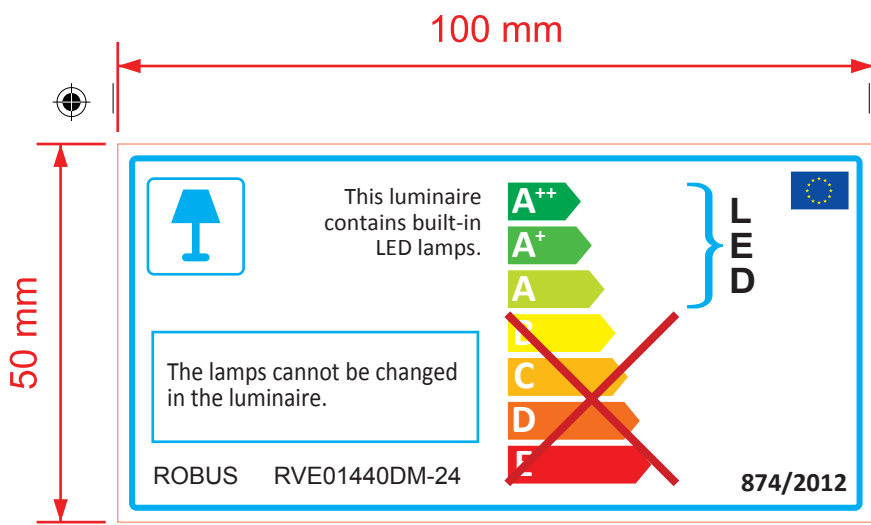 100 mm
50 mm
This luminaire
contains built-in
LED lamps.
A++
A+
A
B
C
D
E
L
E
D
The lamps cannot be changed
in the luminaire.
ROBUS RVE01440DM-24
874/2012